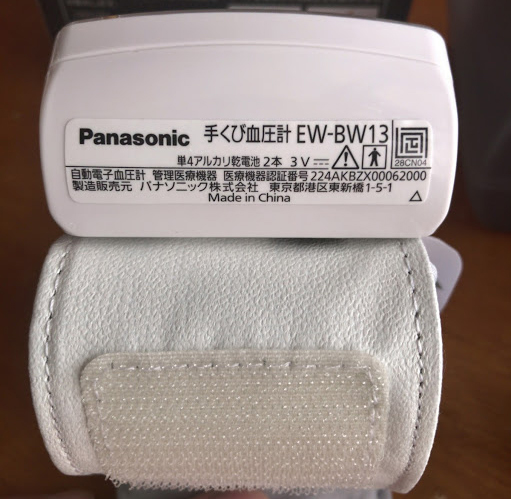 Panasonic 手くび血圧計 EW-BW13
単4アルカリ乾電池 2本 3V
28CN04
自動電子血圧計 管理医療機器 医療機器認証番号 224AKBZX00062000
製造販売元 パナソニック株式会社 東京都港区東新橋1-5-1
Made in China